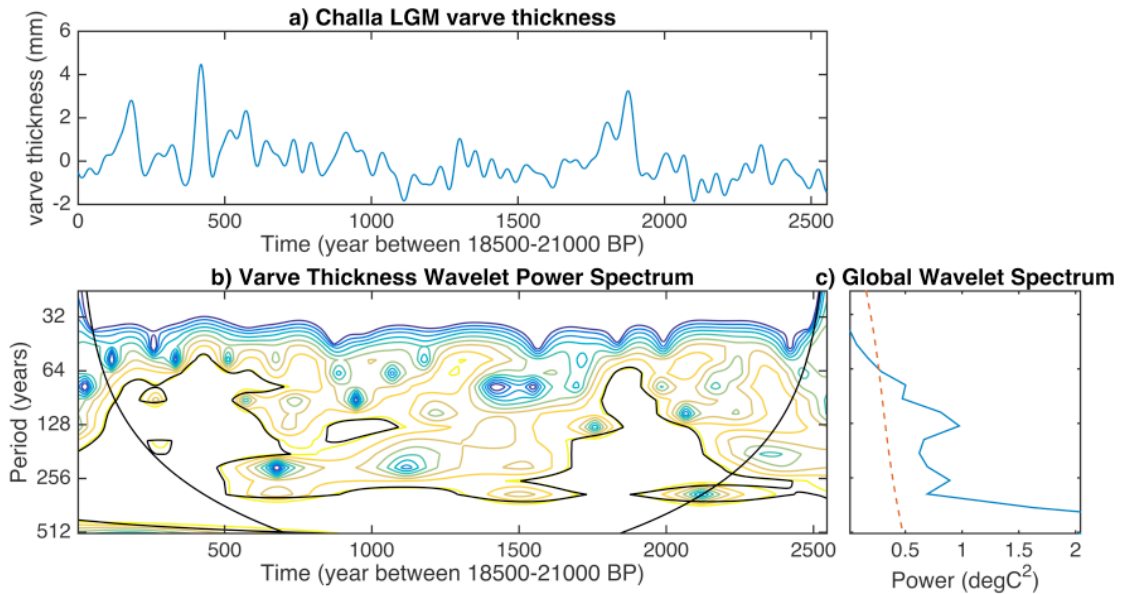 a) Challa LGM varve thickness
varve thickness (mm)
6
4
2
0
-2
0 500 1000 1500 2000 2500
Time (year between 18500-21000 BP)
b) Varve Thickness Wavelet Power Spectrum
Period (years)
32
64
128
256
512
0 500 1000 1500 2000 2500
Time (year between 18500-21000 BP)
c) Global Wavelet Spectrum
0.5 1 1.5 2
Power (degC²)